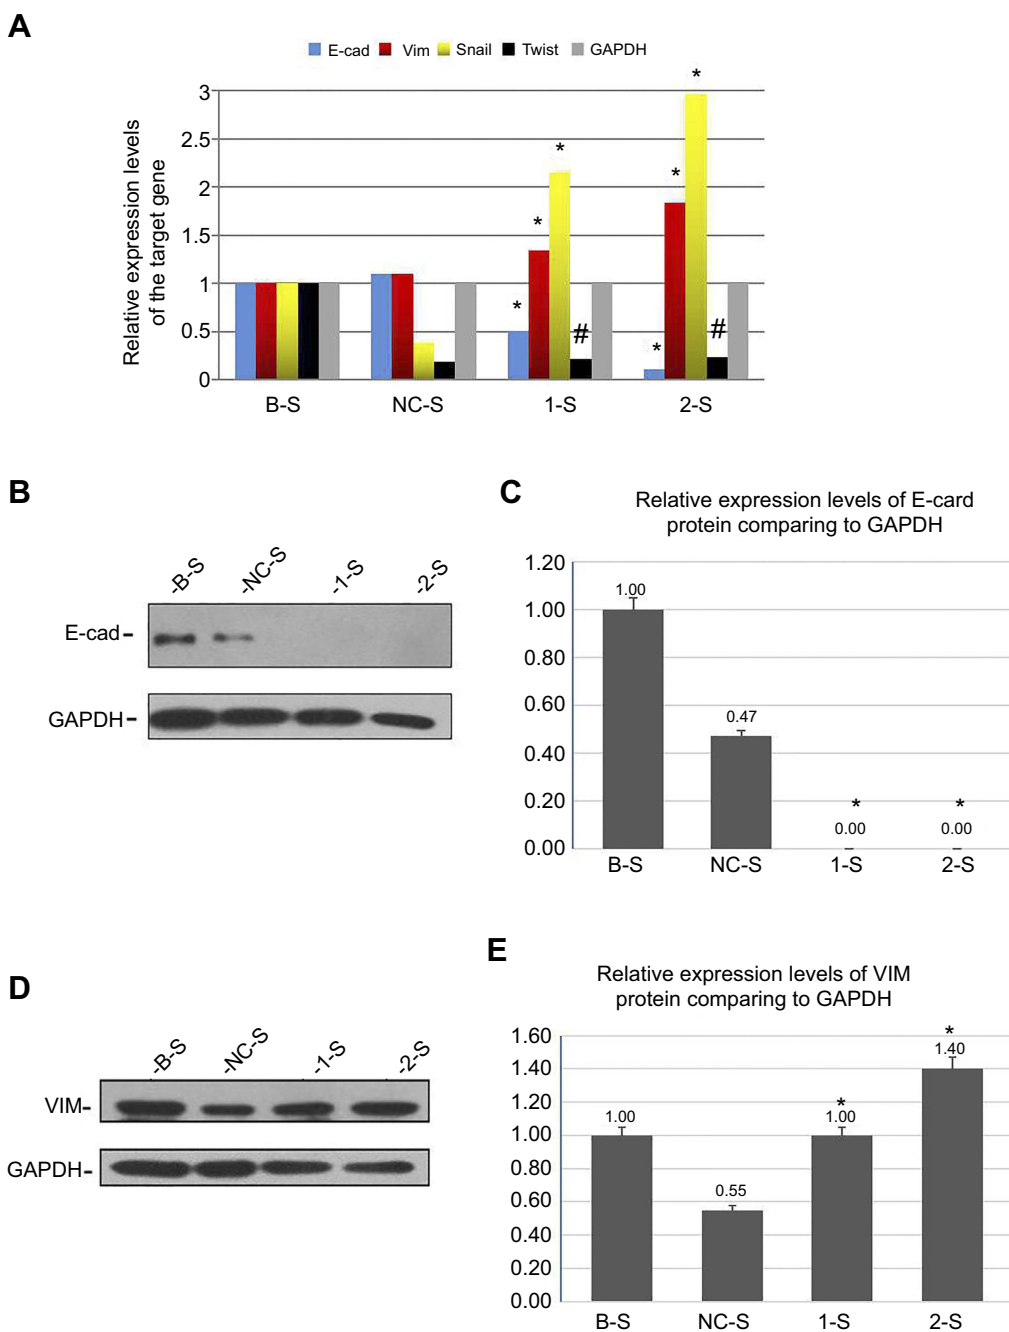 A
E-cad Vim Snail Twist GAPDH
Relative expression levels
of the target gene
3
2.5
2
1.5
1
0.5
0
* * * #
* * * #
B-S NC-S 1-S 2-S
B
-B-S -NC-S -1-S -2-S
E-cad-
GAPDH-
C
Relative expression levels of E-card
protein comparing to GAPDH
1.20
1.00
0.80
0.60
0.40
0.20
0.00
1.00
0.47
* *
0.00 0.00
B-S NC-S 1-S 2-S
D
-B-S -NC-S -1-S -2-S
VIM-
GAPDH-
E
Relative expression levels of VIM
protein comparing to GAPDH
1.60
1.40
1.20
1.00
0.80
0.60
0.40
0.20
0.00
1.00
0.55
*
1.00
*
1.40
B-S NC-S 1-S 2-S